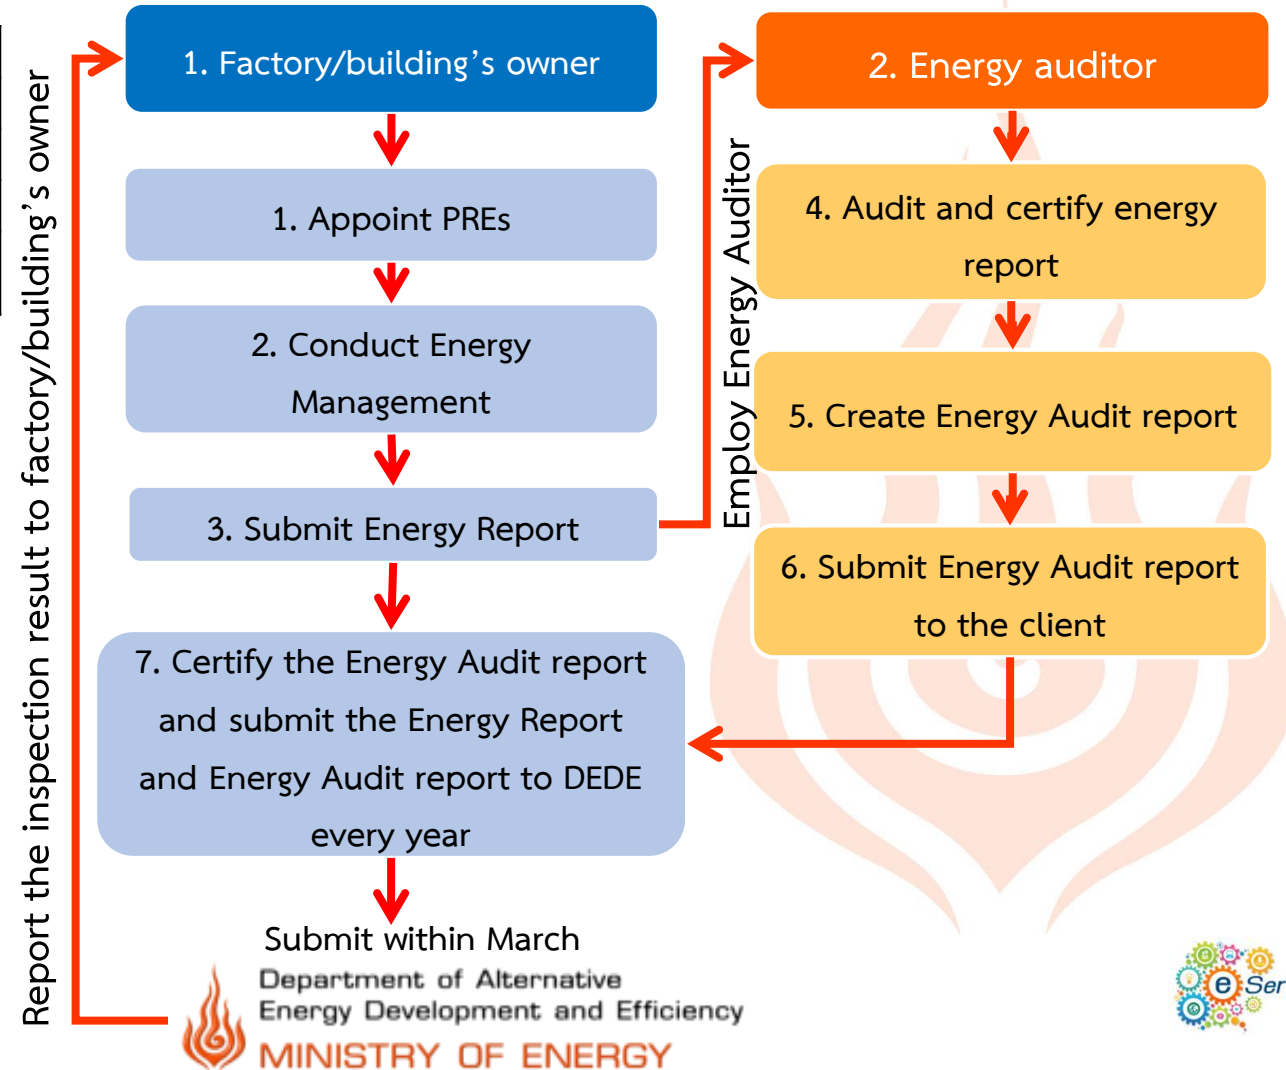 Report the inspection result to factory/building's owner
1. Factory/building's owner
1. Appoint PREs
2. Conduct Energy
Management
3. Submit Energy Report
7. Certify the Energy Audit report
and submit the Energy Report
and Energy Audit report to DEDE
every year
Submit within March
Department of Alternative
Energy Development and Efficiency
MINISTRY OF ENERGY
Employ Energy Auditor
2. Energy auditor
4. Audit and certify energy
report
5. Create Energy Audit report
6. Submit Energy Audit report
to the client
e Ser